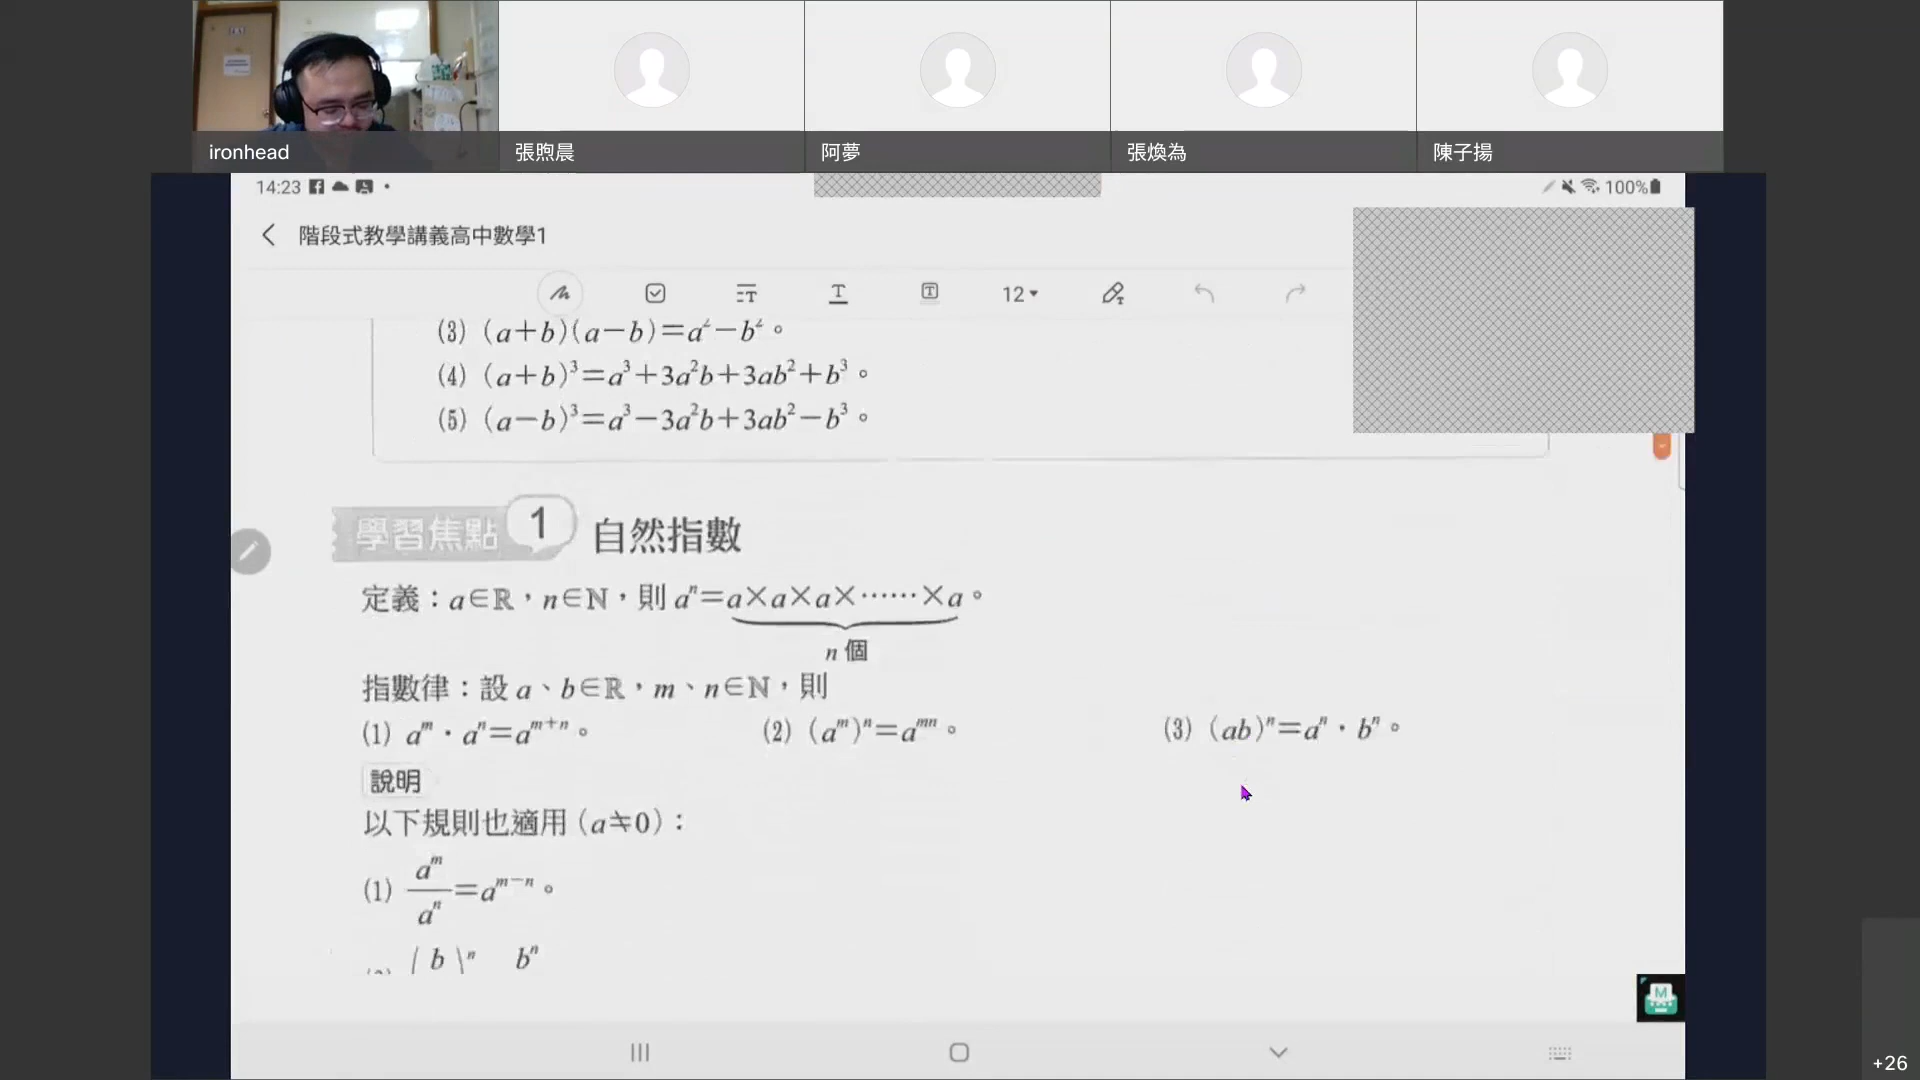 ironhead
張煦晨
阿夢
張煥為
陳子揚
14:23
100%
階段式教學講義高中數學1
12
(3) (a+b)(a−b)=a²−b²。
(4) (a+b)³=a³+3a²b+3ab²+b³。
(5) (a−b)³=a³−3a²b+3ab²−b³。
學習焦點 1 自然指數
定義：a∈ℝ，n∈ℕ，則 aⁿ=a×a×a×……×a。
n 個
指數律：設 a、b∈ℝ，m、n∈ℕ，則
(1) aᵐ．aⁿ=aᵐ⁺ⁿ。 (2) (aᵐ)ⁿ=aᵐⁿ。 (3) (ab)ⁿ=aⁿ．bⁿ。
說明
以下規則也適用（a≒0）：
(1) aᵐ/aⁿ=aᵐ⁻ⁿ。
( b )ⁿ bⁿ
M
+26